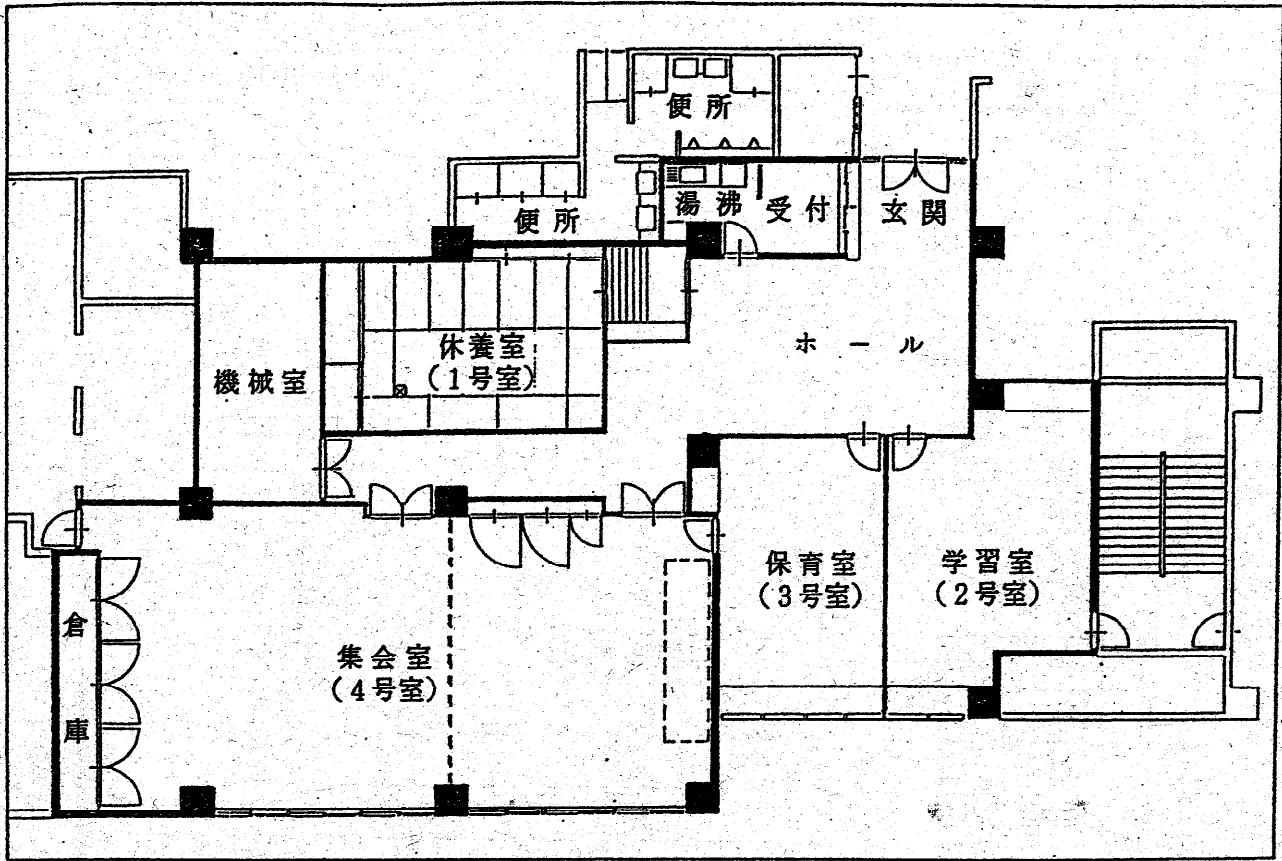 便所
便所
湯沸
受付
玄関
休養室
(1号室)
ホール
機械室
保育室
(3号室)
学習室
(2号室)
集会室
(4号室)
倉
庫